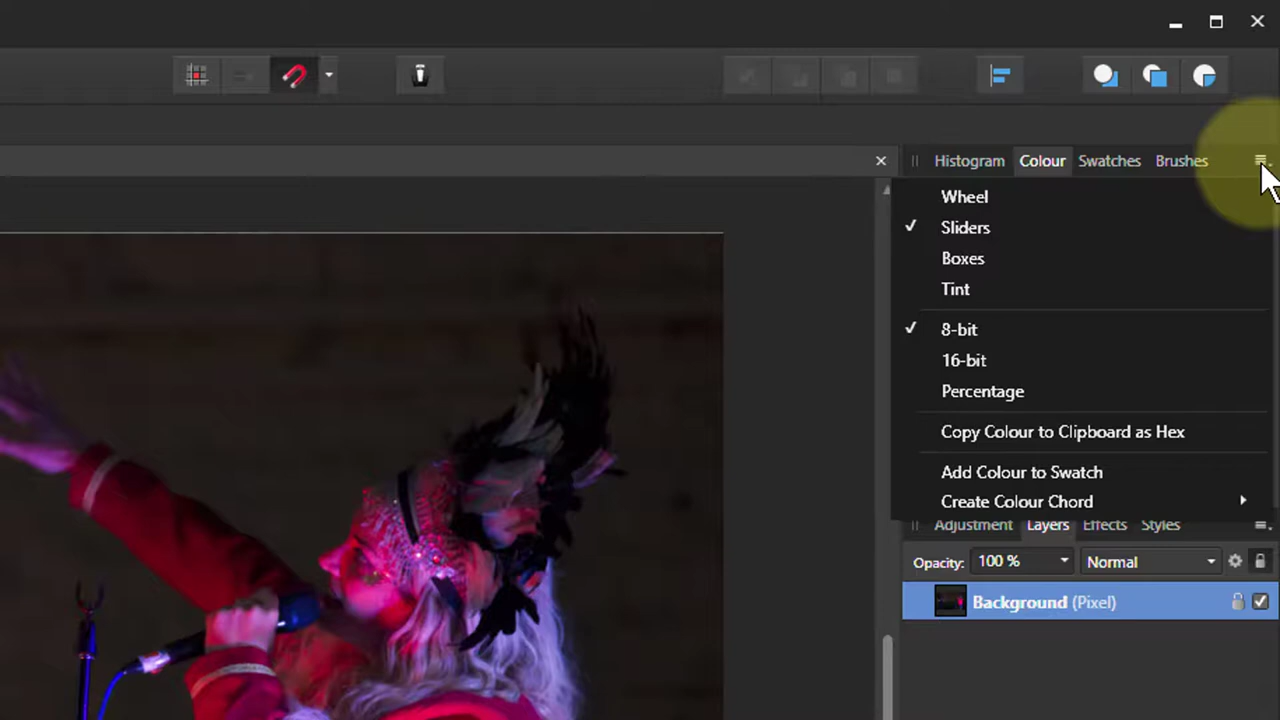 Histogram Colour Swatches Brushes
Wheel
Sliders
Boxes
Tint
8-bit
16-bit
Percentage
Copy Colour to Clipboard as Hex
Add Colour to Swatch
Create Colour Chord
Adjustment Layers Effects Styles
Opacity: 100 % Normal
Background (Pixel)